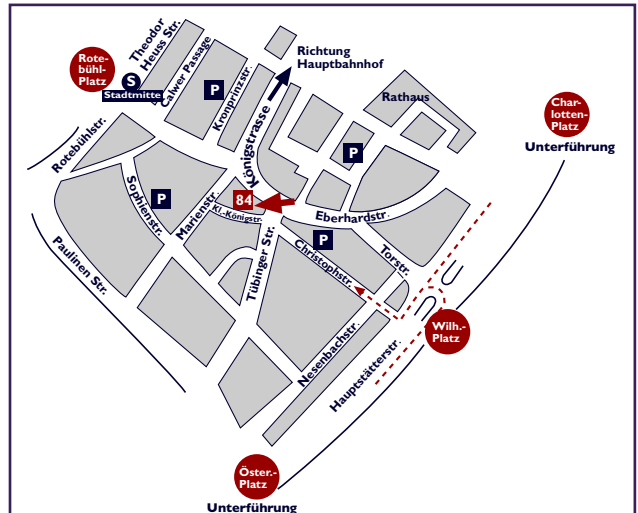 Rote-
bühl-
Platz
S
Stadtmitte
Theodor
Heuss Str.
Calwer Passage
P
Kronprinzstr.
Richtung
Hauptbahnhof
Königstrasse
Rathaus
P
Char-
lotten-
Platz
Unterführung
Rotebühlstr.
Sophienstr.
P
Marienstr.
84
Kl.-Königstr.
Eberhardstr.
P
Paulinen Str.
Tübinger Str.
Christophstr.
Torstr.
Wilh.-
Platz
Nesenbachstr.
Hauptstätterstr.
Öster.-
Platz
Unterführung